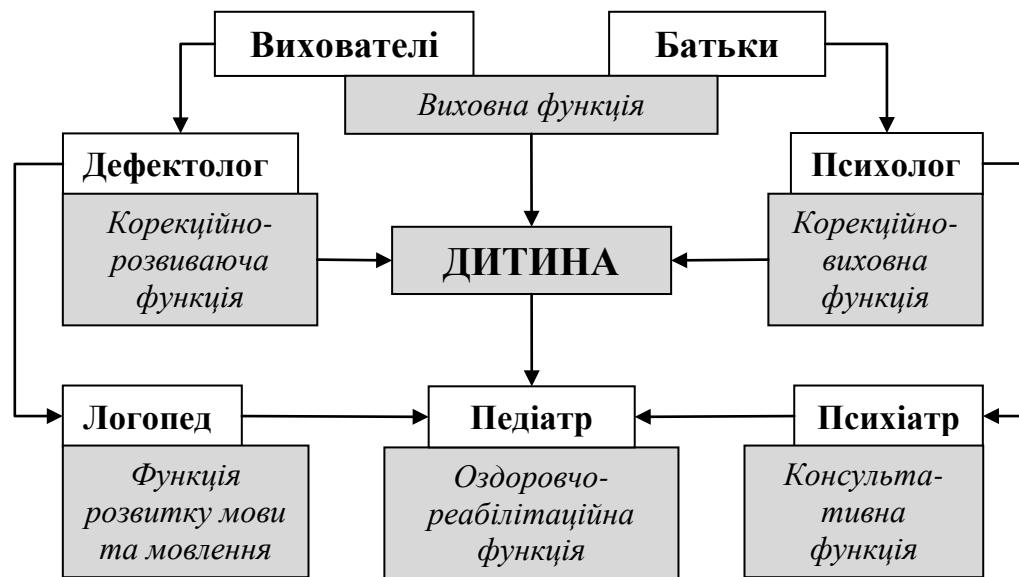 Вихователі
Батьки
Виховна функція
Дефектолог
Психолог
Корекційно-
розвиваюча
функція
ДИТИНА
Корекційно-
виховна
функція
Логопед
Педіатр
Психіатр
Функція
розвитку мови
та мовлення
Оздоровчо-
реабілітаційна
функція
Консульта-
тивна
функція